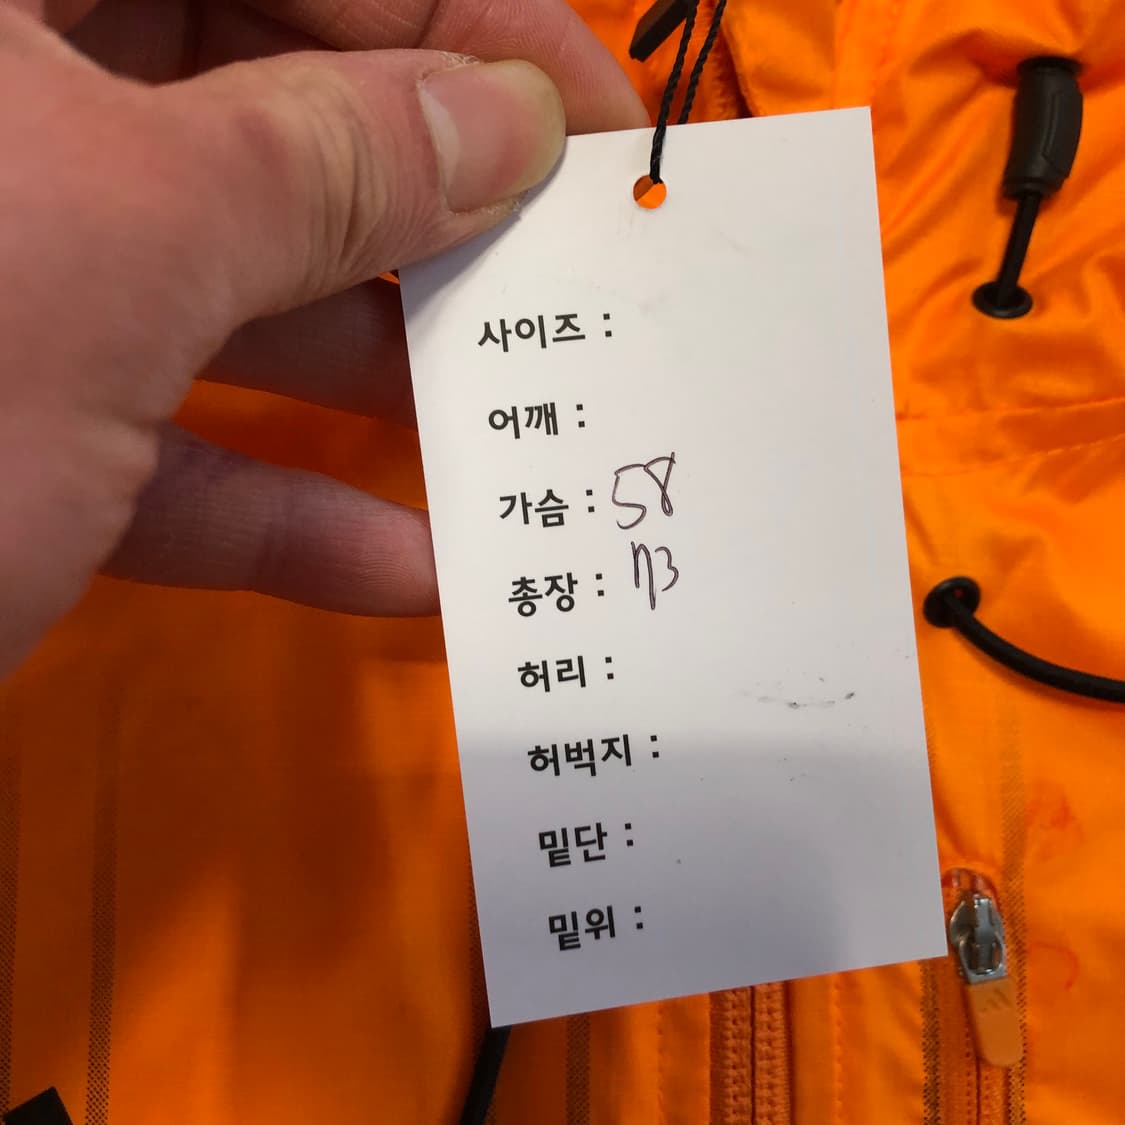 사이즈 :
어깨 :
가슴 : 58
총장 : 73
허리 :
허벅지 :
밑단 :
밑위 :